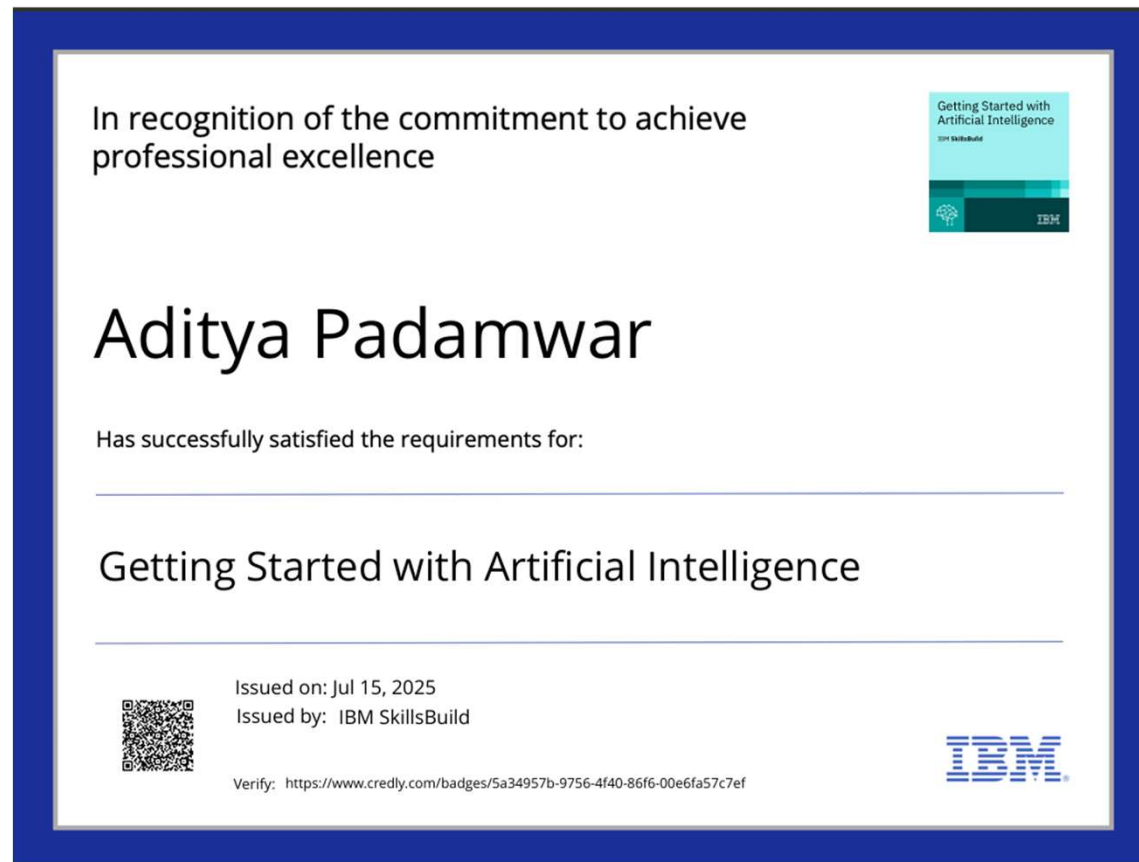 In recognition of the commitment to achieve
professional excellence
Getting Started with
Artificial Intelligence
IBM SkillsBuild
IBM
Aditya Padamwar
Has successfully satisfied the requirements for:
Getting Started with Artificial Intelligence
Issued on: Jul 15, 2025
Issued by: IBM SkillsBuild
Verify: https://www.credly.com/badges/5a34957b-9756-4f40-86f6-00e6fa57c7ef
IBM®